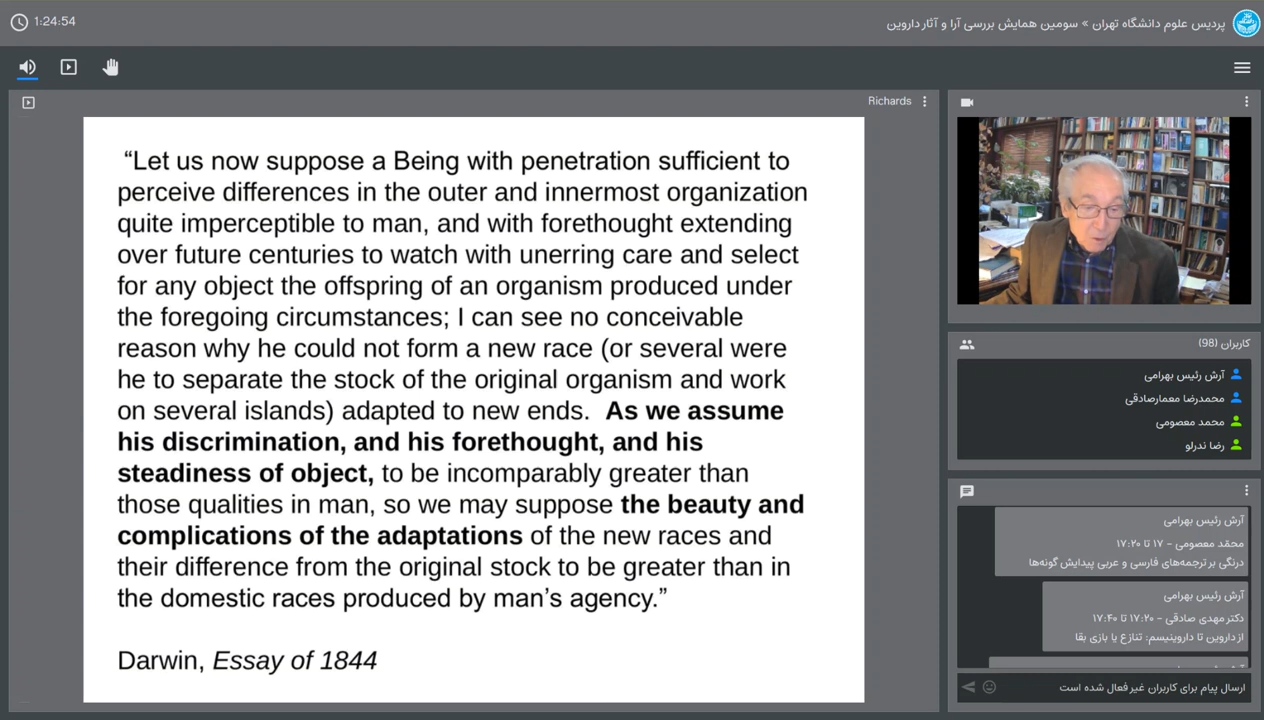 1:24:54
پردیس علوم دانشگاه تهران » سومین همایش بررسی آرا و آثار داروین
Richards
“Let us now suppose a Being with penetration sufficient to
perceive differences in the outer and innermost organization
quite imperceptible to man, and with forethought extending
over future centuries to watch with unerring care and select
for any object the offspring of an organism produced under
the foregoing circumstances; I can see no conceivable
reason why he could not form a new race (or several were
he to separate the stock of the original organism and work
on several islands) adapted to new ends. As we assume
his discrimination, and his forethought, and his
steadiness of object, to be incomparably greater than
those qualities in man, so we may suppose the beauty and
complications of the adaptations of the new races and
their difference from the original stock to be greater than in
the domestic races produced by man’s agency.”
Darwin, Essay of 1844
کاربران (98)
آرش رئیس بهرامی
محمدرضا معمارصادقی
محمد معصومی
رضا ندرلو
آرش رئیس بهرامی
محمّد معصومی - ۱۷ تا ۱۷:۲۰
درنگی بر ترجمه‌های فارسی و عربی پیدایش گونه‌ها
آرش رئیس بهرامی
دکتر مهدی صادقی - ۱۷:۲۰ تا ۱۷:۴۰
از داروین تا داروینیسم: تنازع یا بازی بقا
ارسال پیام برای کاربران غیر فعال شده است